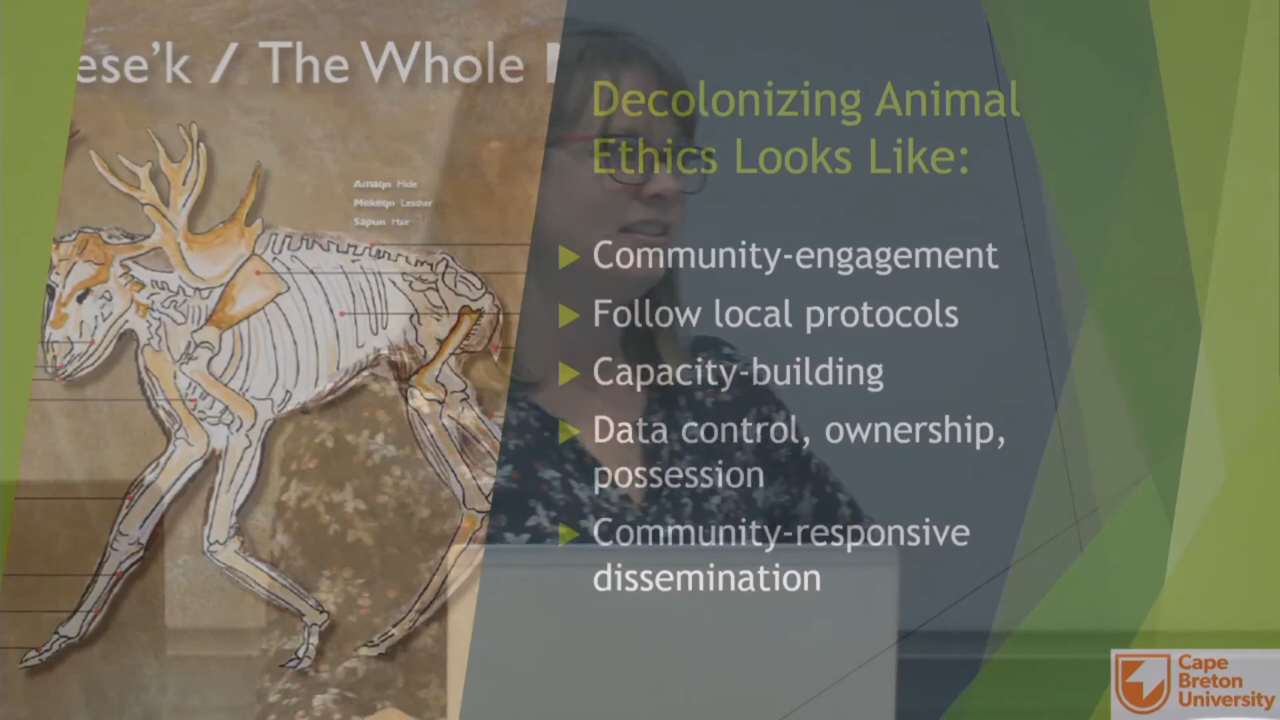 ese'k / The Whole
Amaqn Hide
Mekeqn Leather
Sapun Hair
Decolonizing Animal
Ethics Looks Like:
Community-engagement
Follow local protocols
Capacity-building
Data control, ownership,
possession
Community-responsive
dissemination
Cape
Breton
University